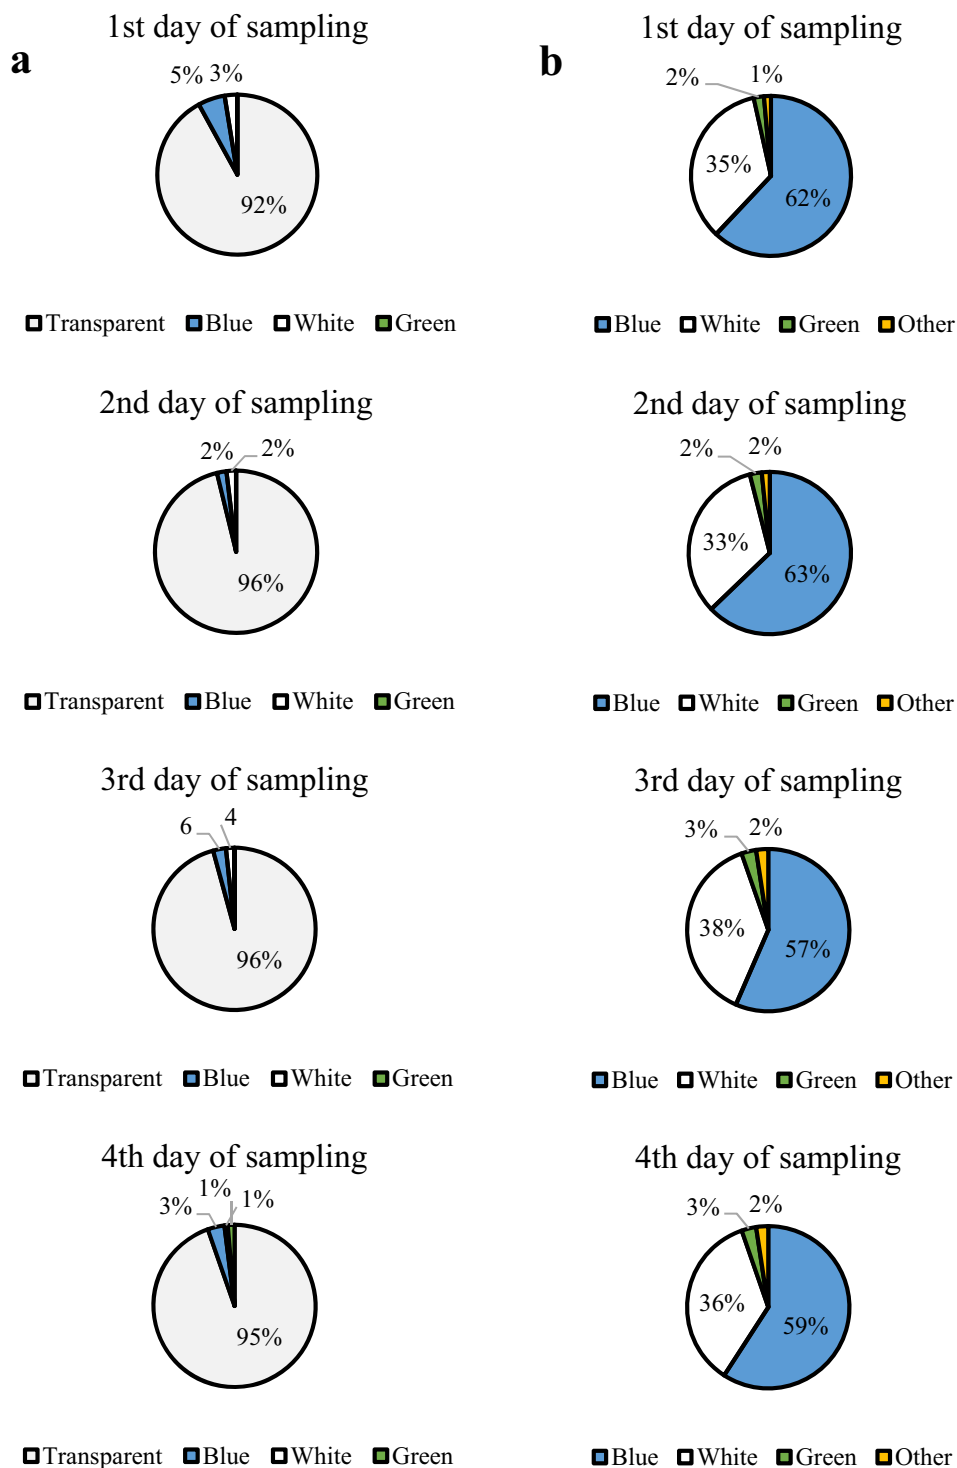 a
1st day of sampling
5% 3%
92%
Transparent Blue White Green
2nd day of sampling
2% 2%
96%
Transparent Blue White Green
3rd day of sampling
6 4
96%
Transparent Blue White Green
4th day of sampling
3% 1% 1%
95%
Transparent Blue White Green
b
1st day of sampling
2% 1%
35%
62%
Blue White Green Other
2nd day of sampling
2% 2%
33%
63%
Blue White Green Other
3rd day of sampling
3% 2%
38%
57%
Blue White Green Other
4th day of sampling
3% 2%
36%
59%
Blue White Green Other